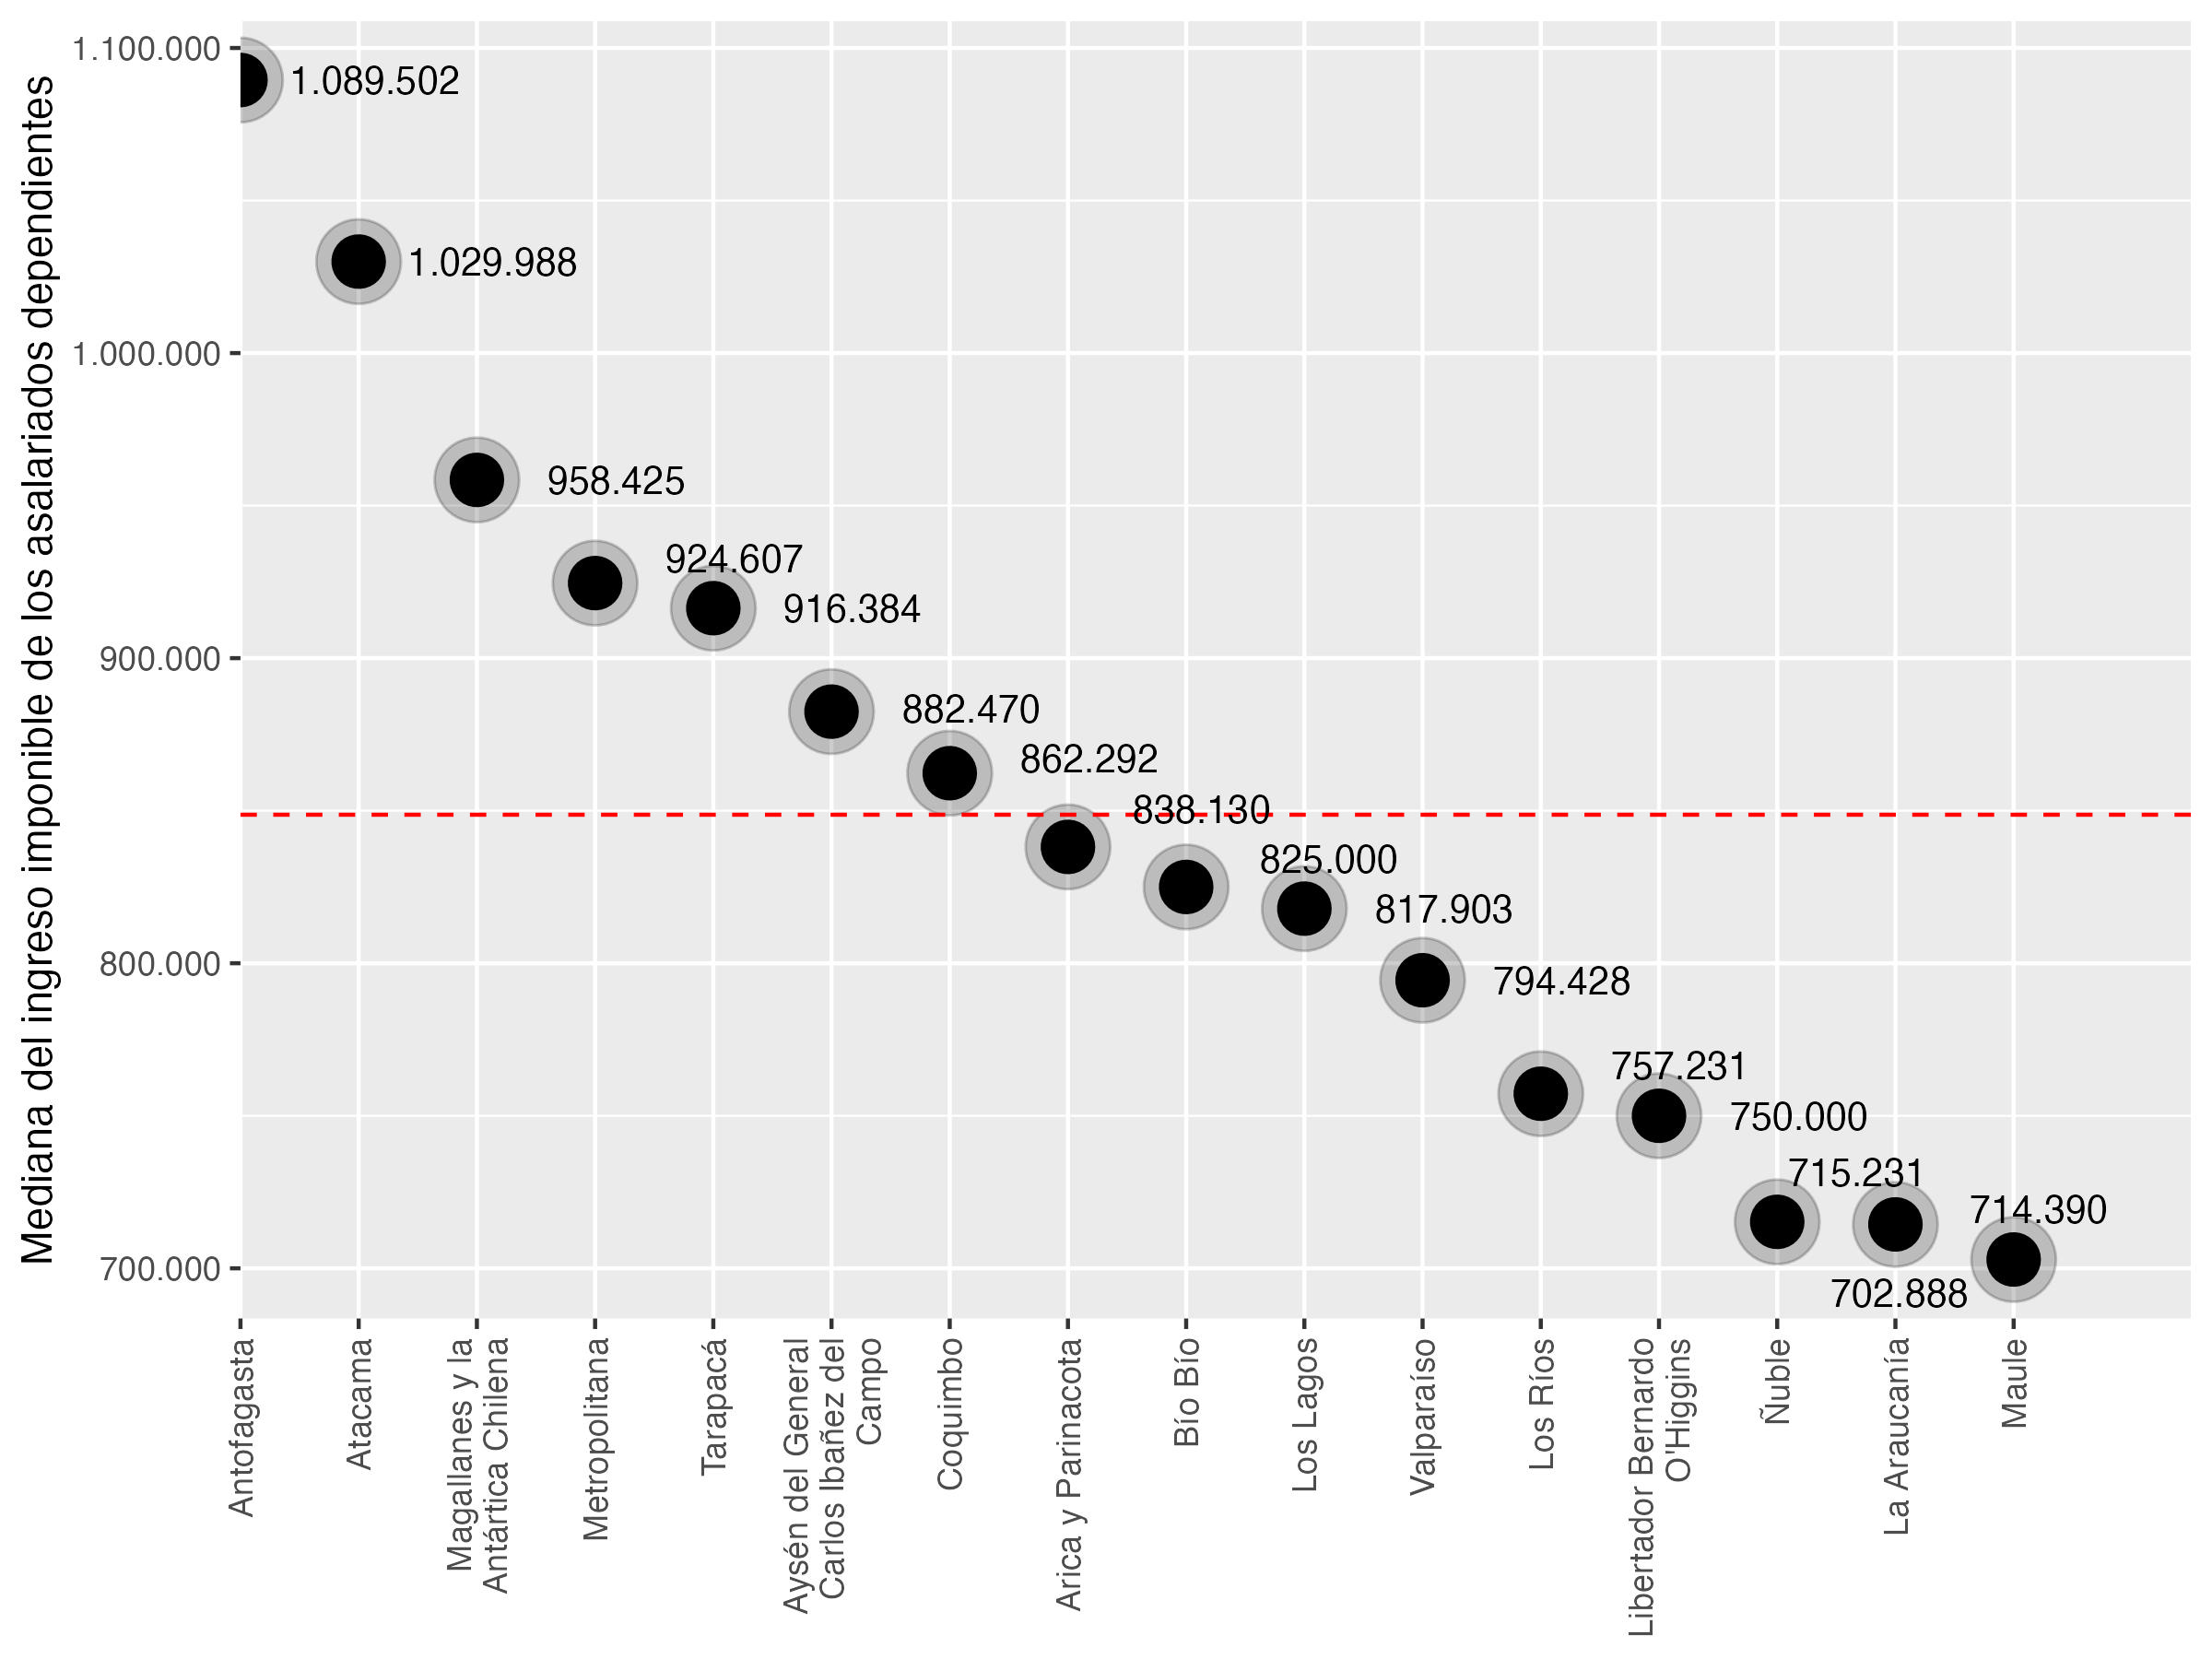 Mediana del ingreso imponible de los asalariados dependientes
1.100.000
1.000.000
900.000
800.000
700.000
1.089.502
1.029.988
958.425
924.607
916.384
882.470
862.292
838.130
825.000
817.903
794.428
757.231
750.000
715.231
714.390
702.888
Antofagasta
Atacama
Magallanes y la
Antártica Chilena
Metropolitana
Tarapacá
Aysén del General
Carlos Ibañez del
Campo
Coquimbo
Arica y Parinacota
Bío Bío
Los Lagos
Valparaíso
Los Ríos
Libertador Bernardo
O'Higgins
Ñuble
La Araucanía
Maule